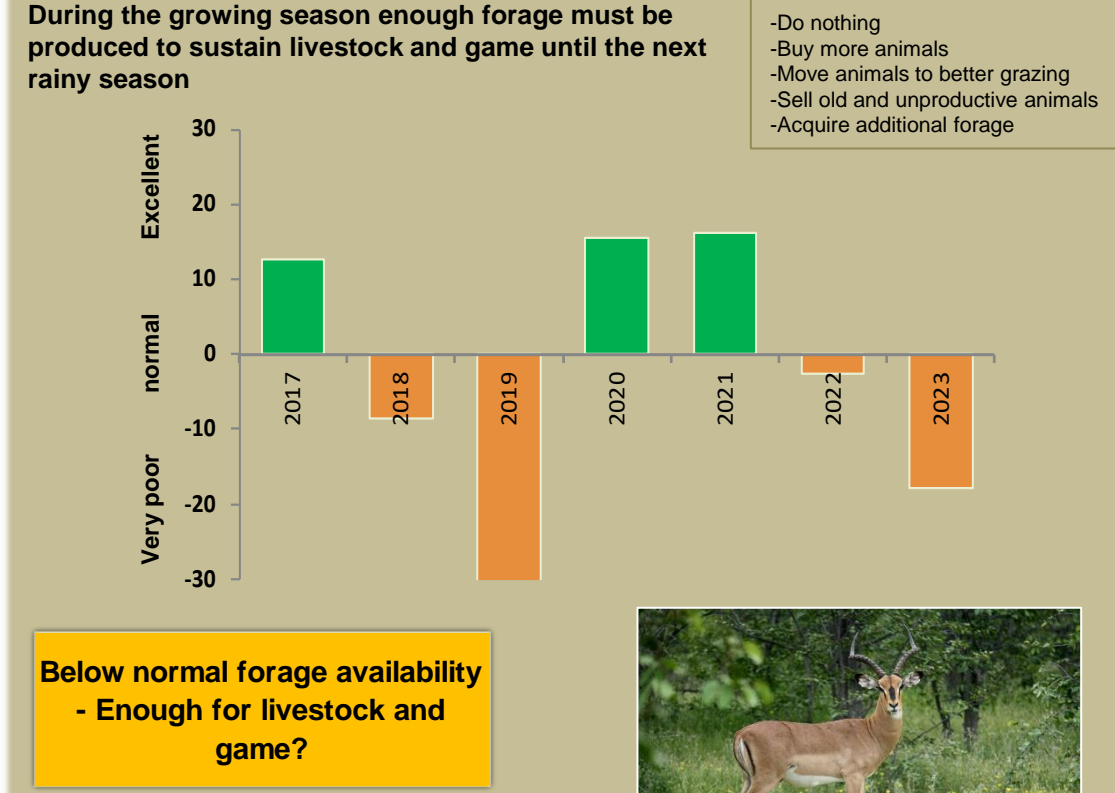 During the growing season enough forage must be
produced to sustain livestock and game until the next
rainy season
-Do nothing
-Buy more animals
-Move animals to better grazing
-Sell old and unproductive animals
-Acquire additional forage
Excellent
normal
Very poor
30
20
10
0
-10
-20
-30
2017
2018
2019
2020
2021
2022
2023
Below normal forage availability
- Enough for livestock and
game?